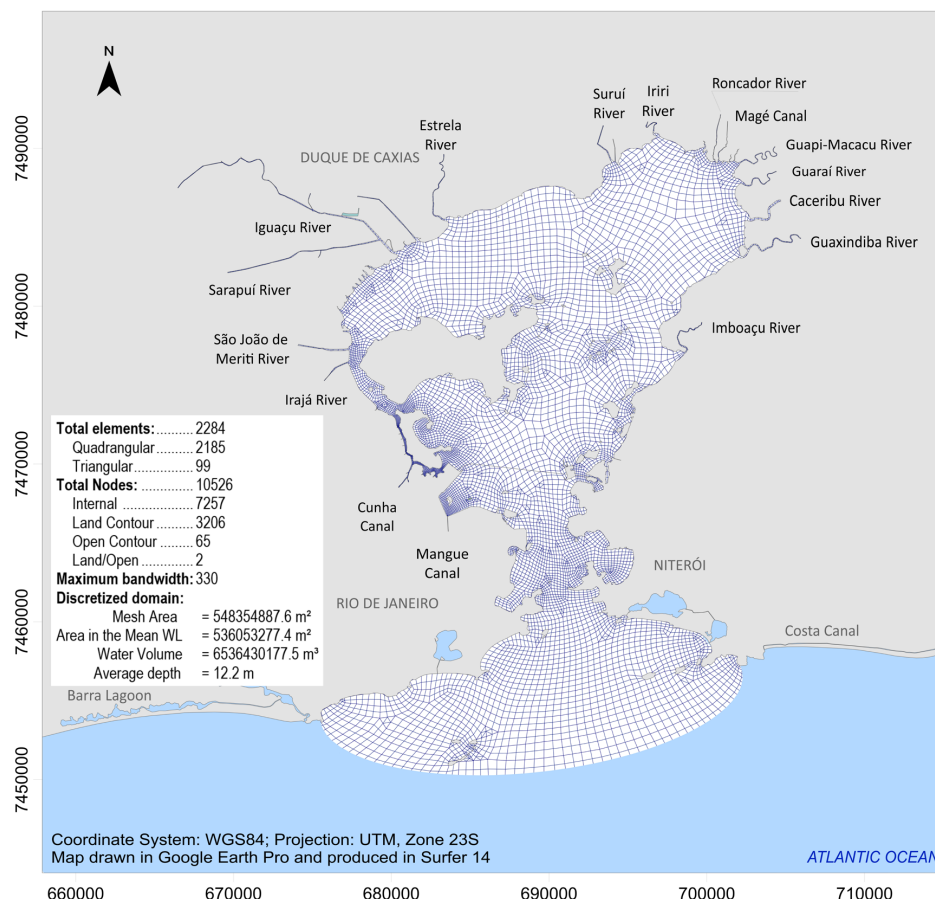 N
Roncador River
Suruí
River
Iriri
River
Magé Canal
Estrela
River
Guapi-Macacu River
DUQUE DE CAXIAS
Guaraí River
Caceribu River
Iguaçu River
Guaxindiba River
Sarapuí River
Imboaçu River
São João de
Meriti River
Irajá River
Total elements: .......... 2284
Quadrangular .......... 2185
Triangular ................ 99
Total Nodes: .............. 10526
Internal ................. 7257
Land Contour .......... 3206
Open Contour ......... 65
Land/Open .............. 2
Maximum bandwidth: 330
Discretized domain:
Mesh Area = 548354887.6 m²
Area in the Mean WL = 536053277.4 m²
Water Volume = 6536430177.5 m³
Average depth = 12.2 m
Cunha
Canal
Mangue
Canal
NITERÓI
RIO DE JANEIRO
Costa Canal
Barra Lagoon
Coordinate System: WGS84; Projection: UTM, Zone 23S
Map drawn in Google Earth Pro and produced in Surfer 14
ATLANTIC OCEAN
7490000
7480000
7470000
7460000
7450000
660000 670000 680000 690000 700000 710000